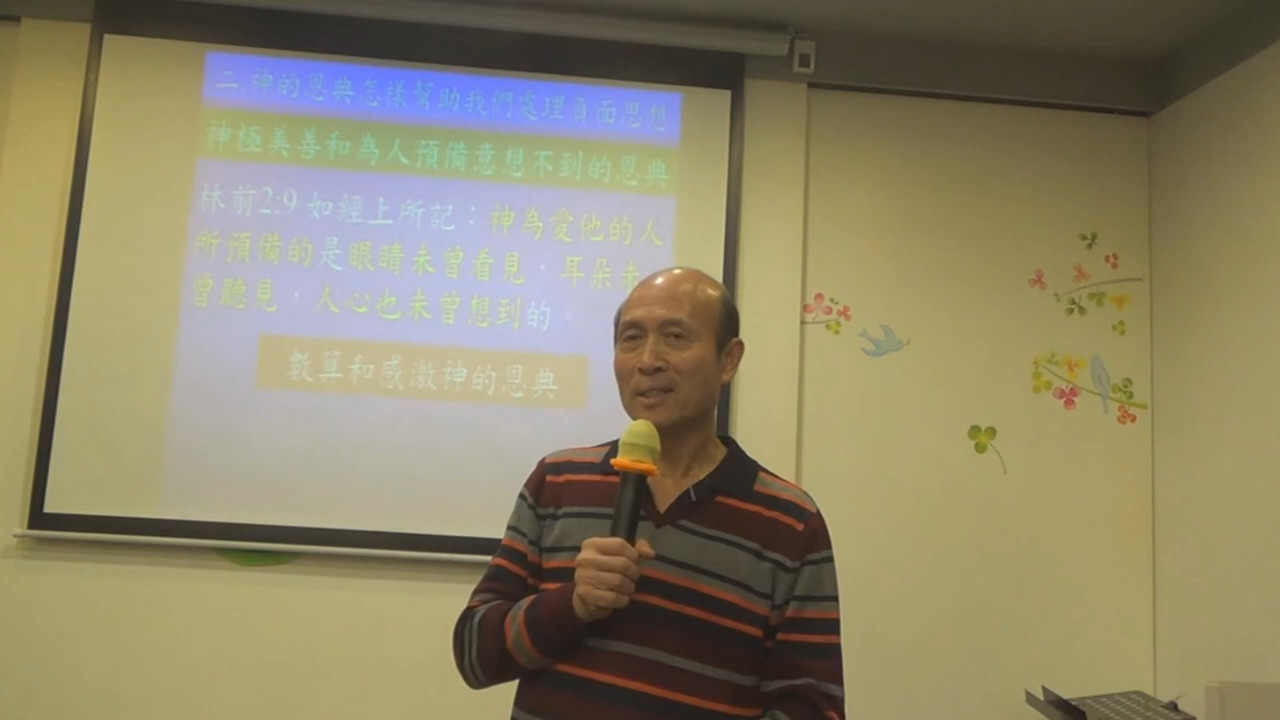 二.神的恩典怎樣幫助我們處理負面思想
神極美善和為人預備意想不到的恩典
林前2:9 如經上所記：神為愛他的人
所預備的是眼睛未曾看見，耳朵未
曾聽見，人心也未曾想到的。
數算和感激神的恩典